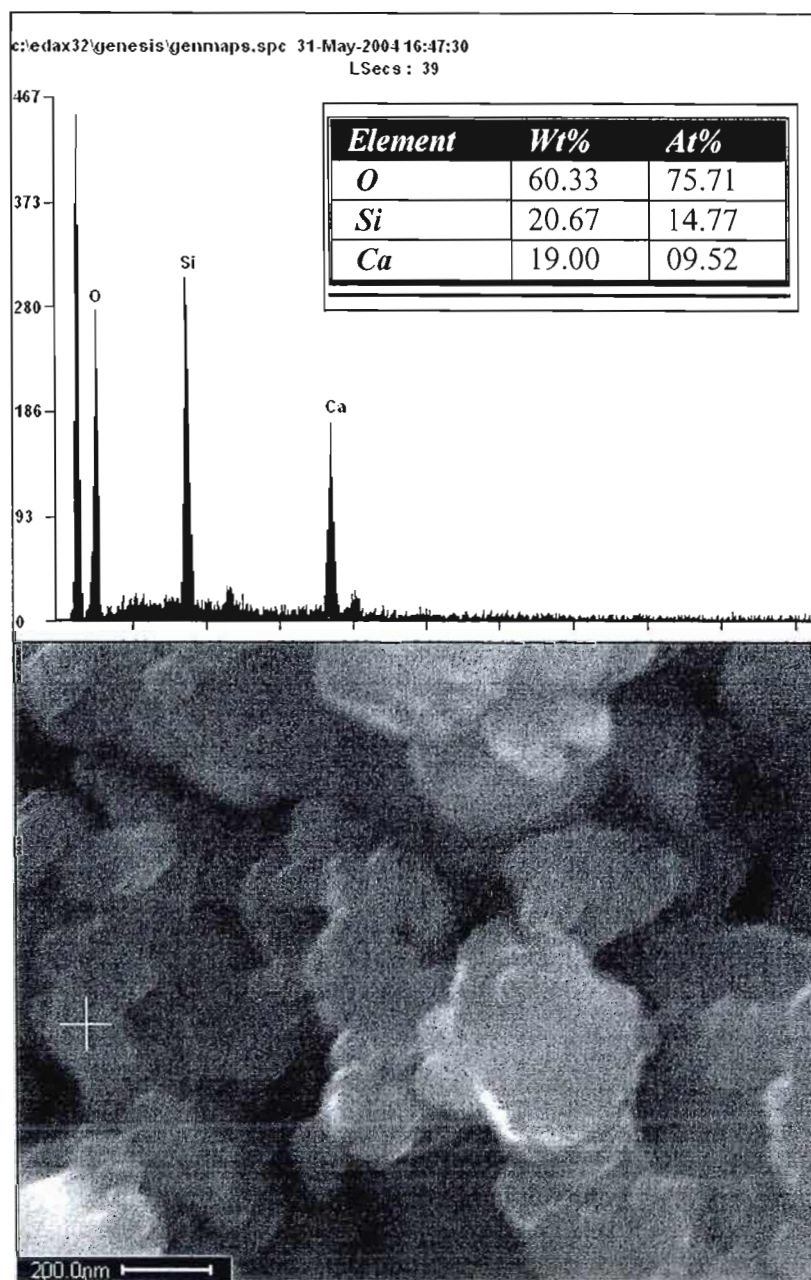 c:\edax32\genesis\genmaps.spc 31-May-2004 16:47:30
LSecs : 39
467
373
280
186
93
0
O
Si
Ca
Element Wt% At%
O 60.33 75.71
Si 20.67 14.77
Ca 19.00 09.52
200.0nm